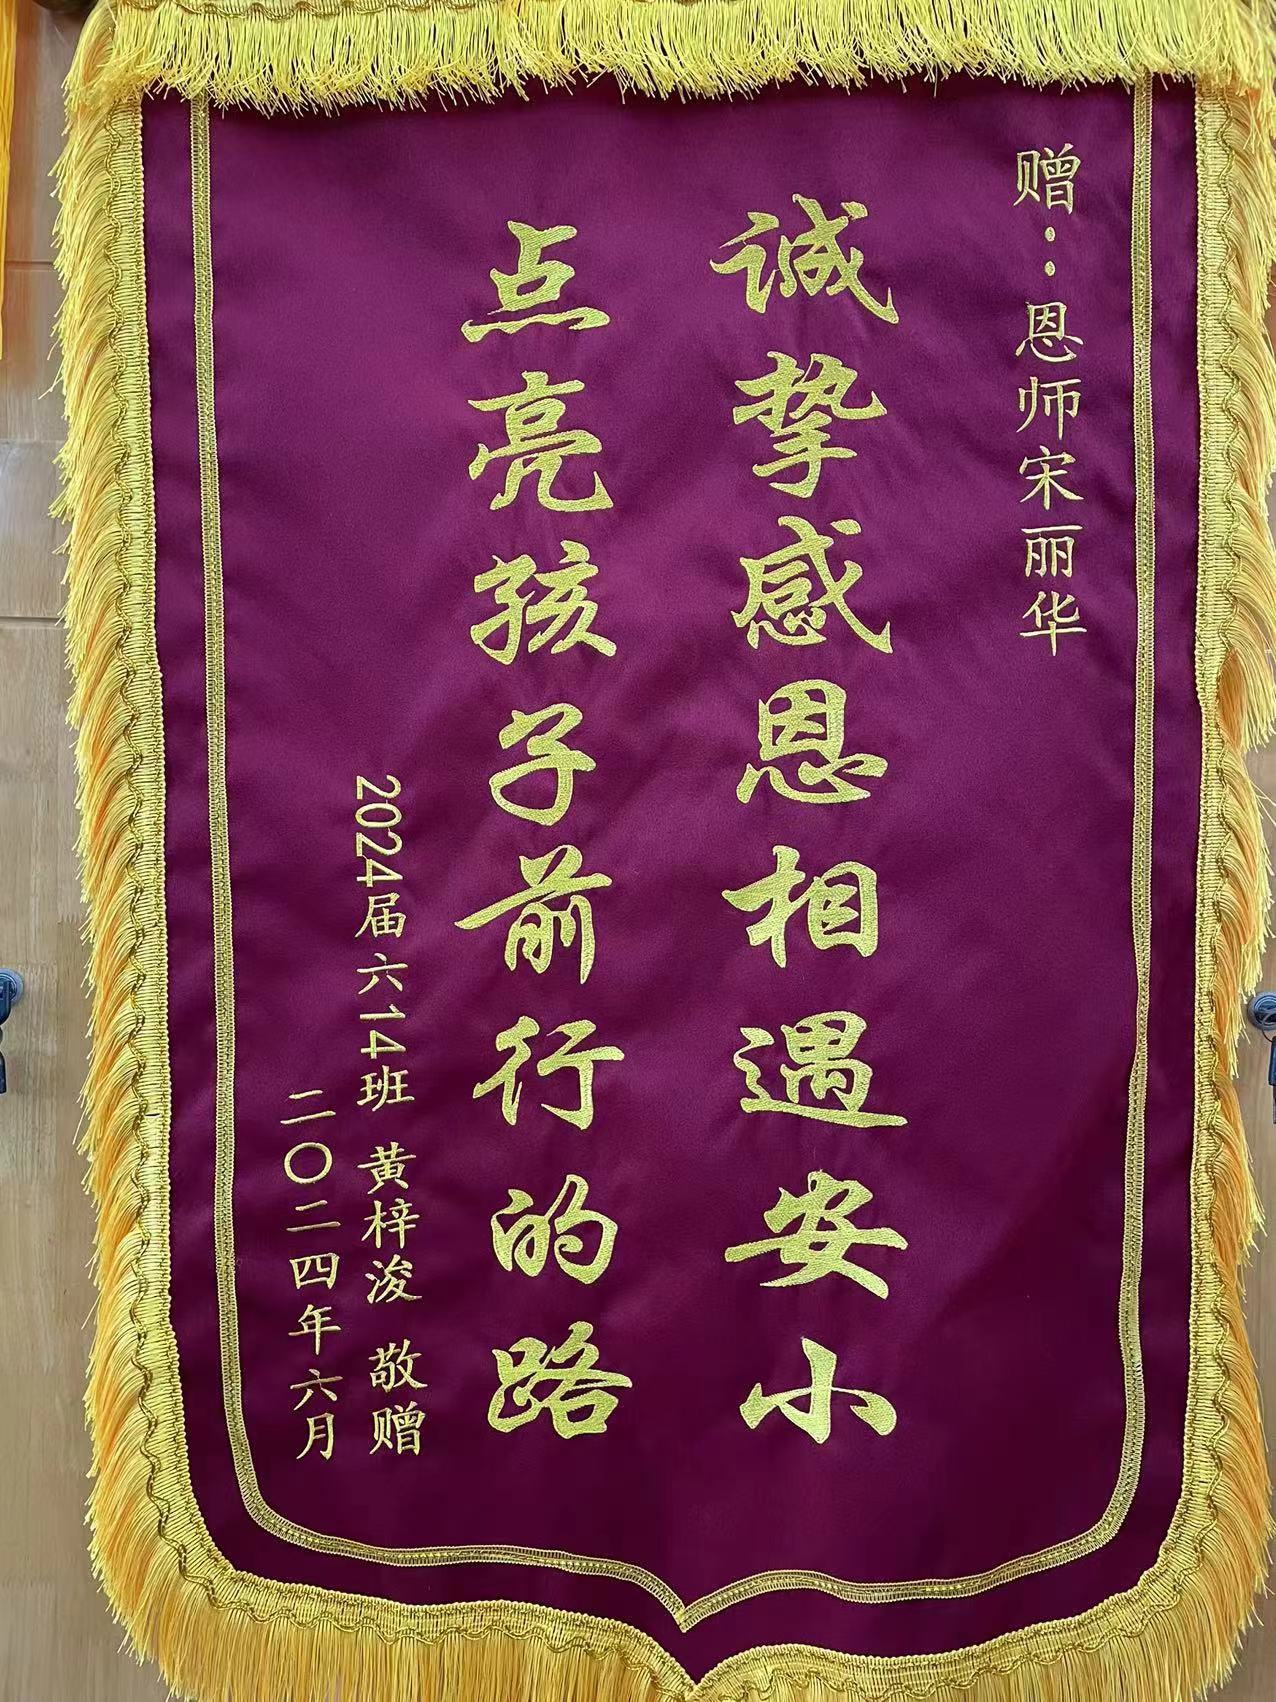 赠：恩师宋丽华
诚挚感恩相遇安小
点亮孩子前行的路
2024届六14班 黄梓浚 敬赠
二〇二四年六月